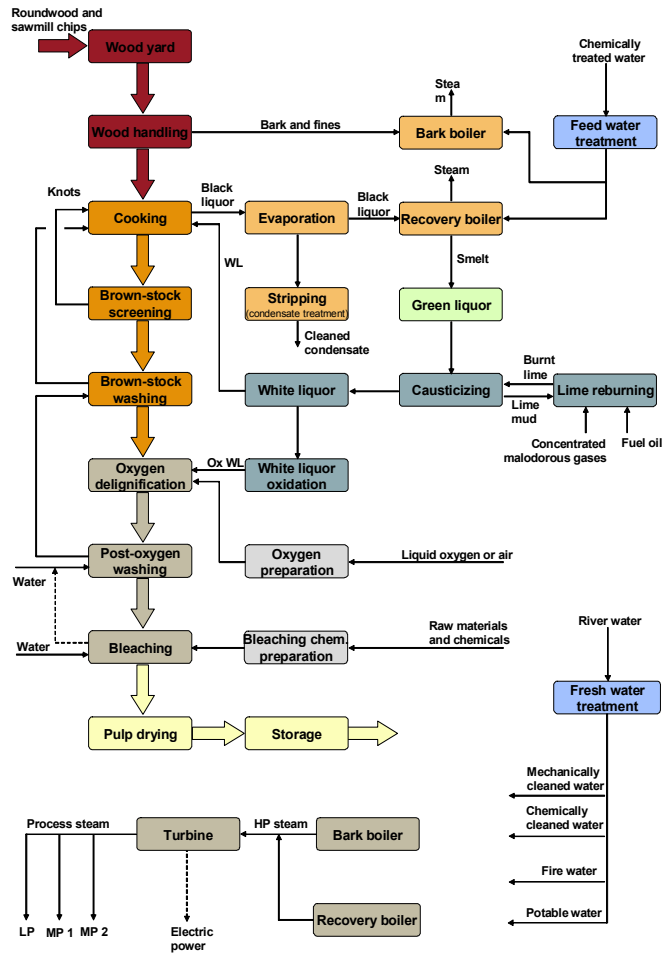 Roundwood and
sawmill chips
Wood yard
Chemically
treated water
Stea
m
Wood handling
Bark and fines
Bark boiler
Feed water
treatment
Knots
Black
liquor
Black
liquor
Steam
Cooking
Evaporation
Recovery boiler
WL
Smelt
Brown-stock
screening
Stripping
(condensate treatment)
Green liquor
Cleaned
condensate
Burnt
lime
Brown-stock
washing
White liquor
Causticizing
Lime reburning
Lime
mud
Concentrated
malodorous gases
Fuel oil
Oxygen
delignification
Ox WL
White liquor
oxidation
Post-oxygen
washing
Oxygen
preparation
Liquid oxygen or air
Water
Raw materials
and chemicals
River water
Water
Bleaching
Bleaching chem.
preparation
Fresh water
treatment
Pulp drying
Storage
Mechanically
cleaned water
Chemically
cleaned water
Process steam
Turbine
HP steam
Bark boiler
Fire water
Potable water
Recovery boiler
LP
MP 1
MP 2
Electric
power